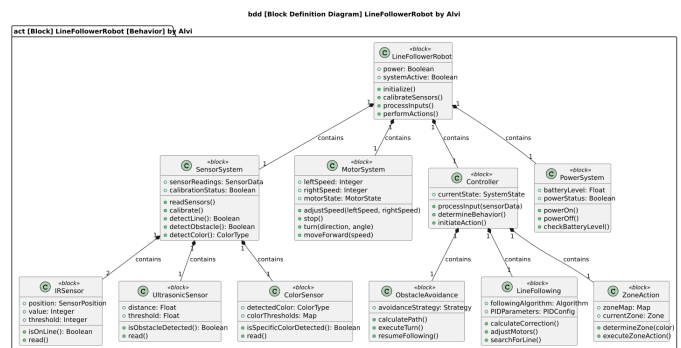 bdd [Block Definition Diagram] LineFollowerRobot by Alvi
act [Block] LineFollowerRobot [Behavior] by Alvi
C
«block»
LineFollowerRobot
power: Boolean
systemActive: Boolean
initialize()
calibrateSensors()
processInputs()
performActions()
1
1
1
1
contains
contains
contains
contains
1
1
1
1
C
«block»
SensorSystem
sensorReadings: SensorData
calibrationStatus: Boolean
readSensors()
calibrate()
detectLine(): Boolean
detectObstacle(): Boolean
detectColor(): ColorType
C
«block»
MotorSystem
leftSpeed: Integer
rightSpeed: Integer
motorState: MotorState
adjustSpeed(leftSpeed, rightSpeed)
stop()
turn(direction, angle)
moveForward(speed)
C
«block»
Controller
currentState: SystemState
processInput(sensorData)
determineBehavior()
initiateAction()
C
«block»
PowerSystem
batteryLevel: Float
powerStatus: Boolean
powerOn()
powerOff()
checkBatteryLevel()
1
1
1
1
1
1
contains
contains
contains
contains
contains
contains
2
1
1
1
1
1
C
«block»
IRSensor
position: SensorPosition
value: Integer
threshold: Integer
isOnLine(): Boolean
read()
C
«block»
UltrasonicSensor
distance: Float
threshold: Float
isObstacleDetected(): Boolean
read()
C
«block»
ColorSensor
detectedColor: ColorType
colorThresholds: Map
isSpecificColorDetected(): Boolean
read()
C
«block»
ObstacleAvoidance
avoidanceStrategy: Strategy
calculatePath()
executeTurn()
resumeFollowing()
C
«block»
LineFollowing
followingAlgorithm: Algorithm
PIDParameters: PIDConfig
calculateCorrection()
adjustMotors()
searchForLine()
C
«block»
ZoneAction
zoneMap: Map
currentZone: Zone
determineZone(color)
executeZoneAction()